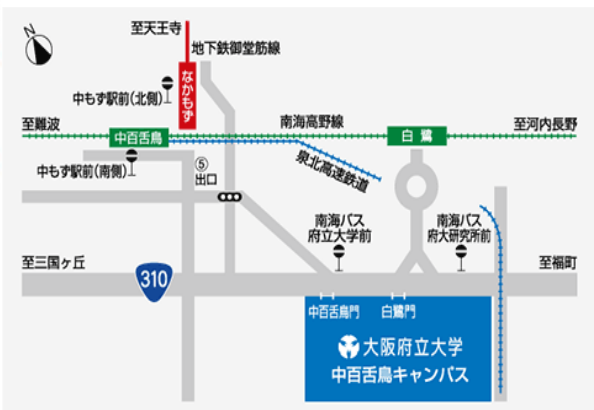 至天王寺
地下鉄御堂筋線
なかもず
中もず駅前(北側)
至難波
中百舌鳥
南海高野線
白鷺
至河内長野
中もず駅前(南側)
⑤
出口
泉北高速鉄道
南海バス
府立大学前
南海バス
府大研究所前
至三国ヶ丘
310
至福町
中百舌鳥門
白鷺門
大阪府立大学
中百舌鳥キャンパス